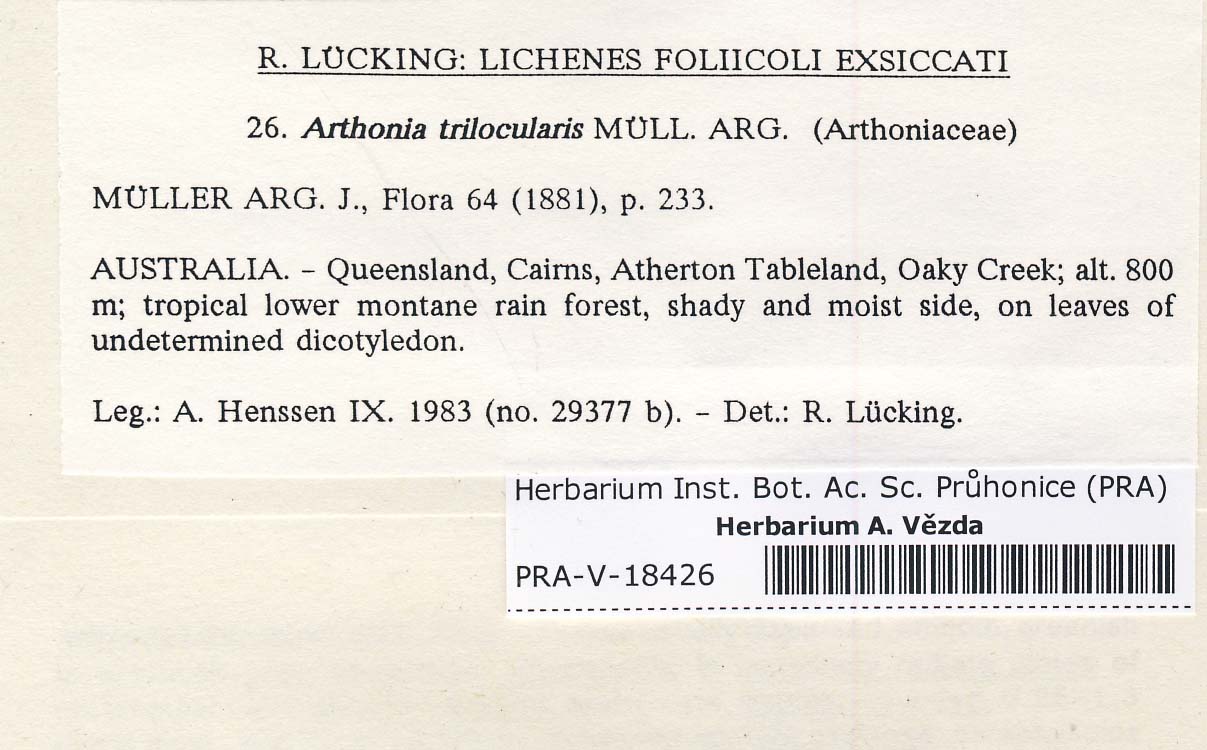 R. LÜCKING: LICHENES FOLIICOLI EXSICCATI
26. Arthonia trilocularis MÜLL. ARG. (Arthoniaceae)
MÜLLER ARG. J., Flora 64 (1881), p. 233.
AUSTRALIA. – Queensland, Cairns, Atherton Tableland, Oaky Creek; alt. 800
m; tropical lower montane rain forest, shady and moist side, on leaves of
undetermined dicotyledon.
Leg.: A. Henssen IX. 1983 (no. 29377 b). – Det.: R. Lücking.
Herbarium Inst. Bot. Ac. Sc. Průhonice (PRA)
Herbarium A. Vězda
PRA-V-18426